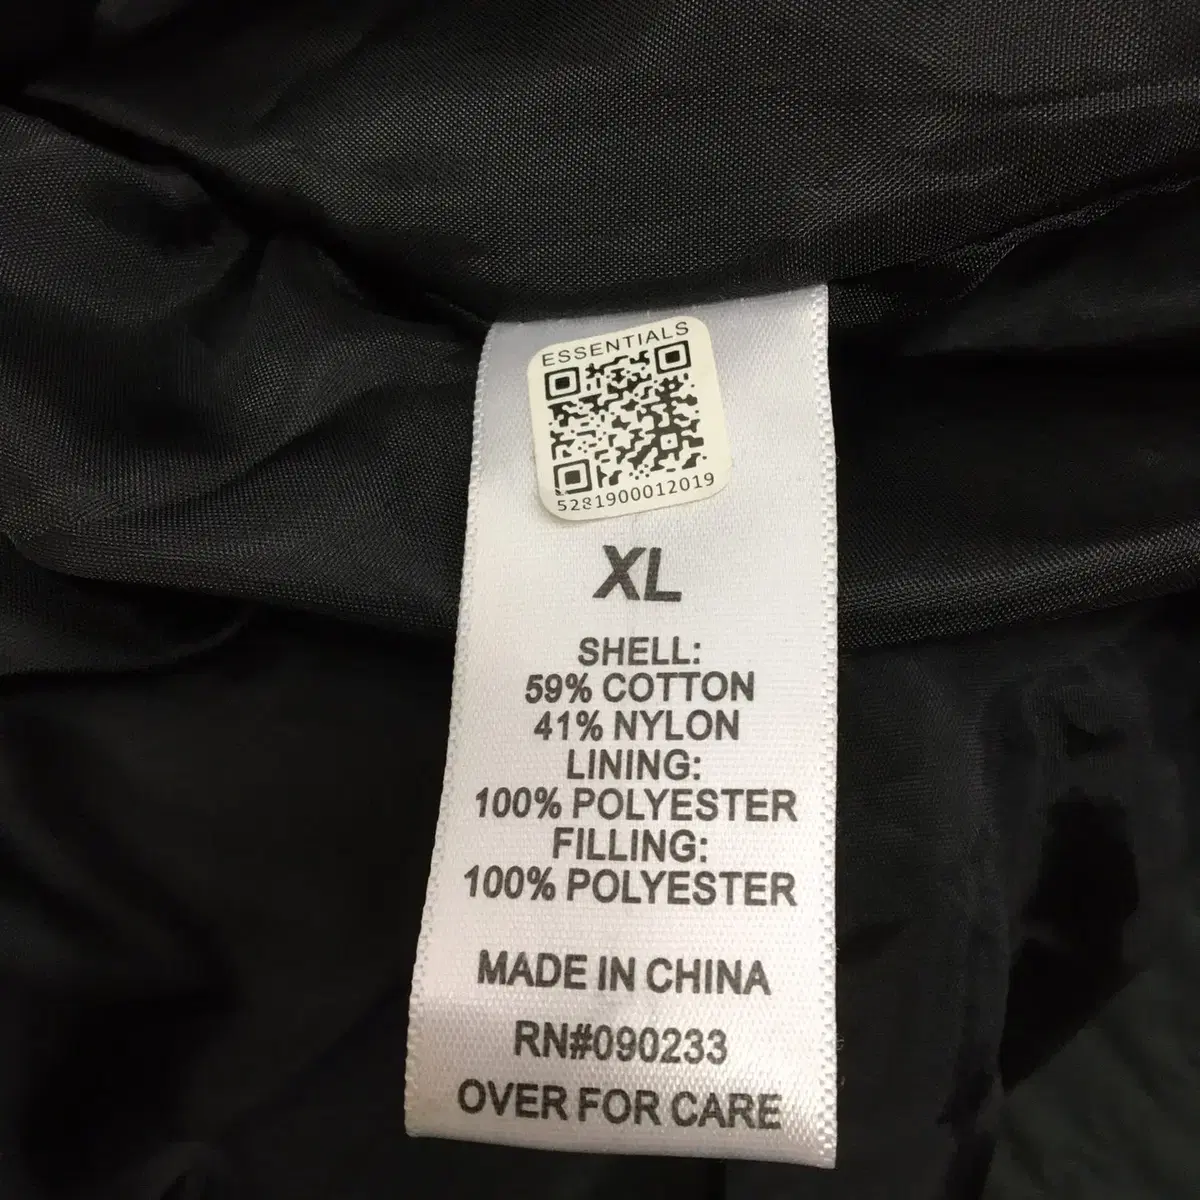 ESSENTIALS
5281900012019
XL
SHELL:
59% COTTON
41% NYLON
LINING:
100% POLYESTER
FILLING:
100% POLYESTER
MADE IN CHINA
RN#090233
OVER FOR CARE